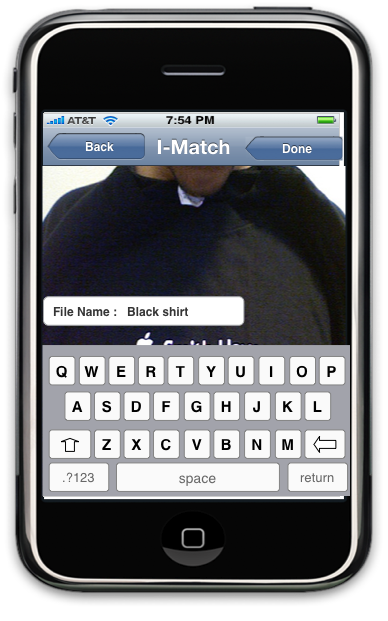 AT&T 7:54 PM
Back I-Match Done
File Name : Black shirt
Q W E R T Y U I O P
A S D F G H J K L
Z X C V B N M
.?123 space return